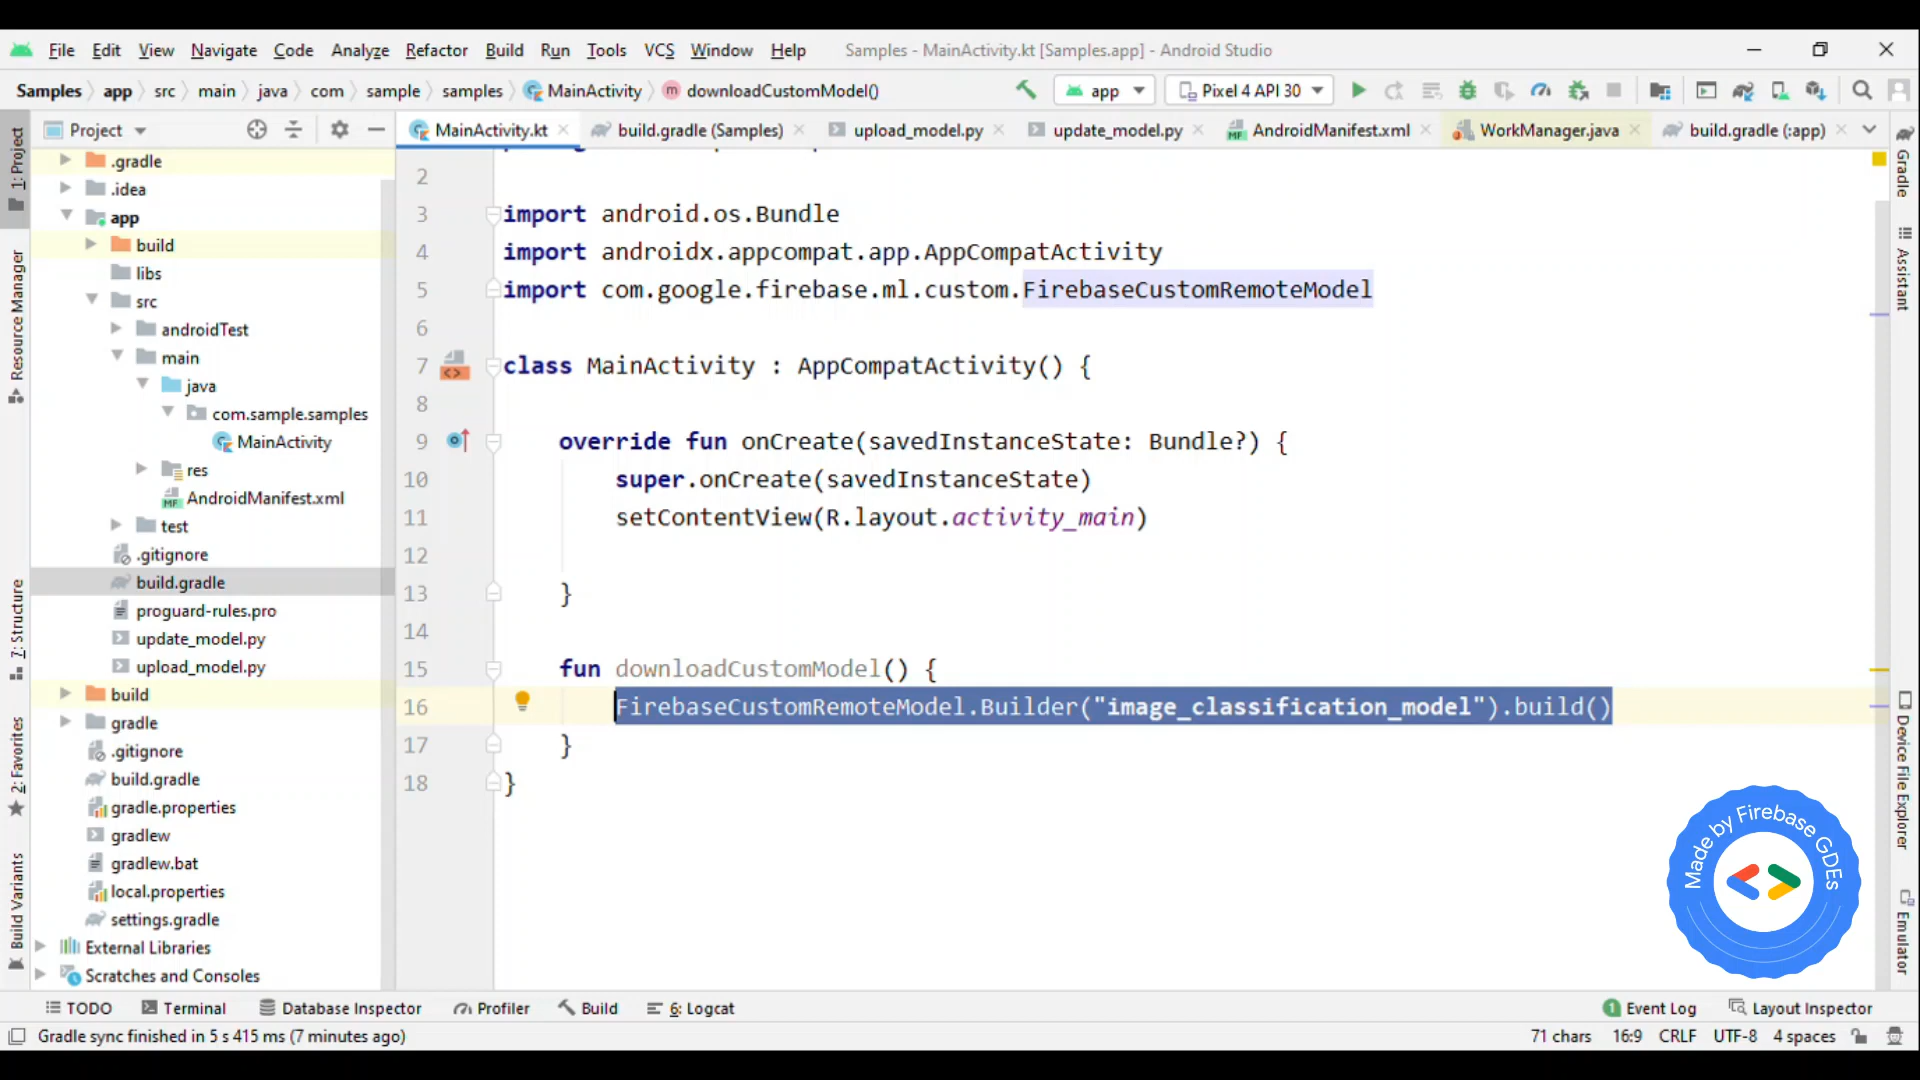 File Edit View Navigate Code Analyze Refactor Build Run Tools VCS Window Help Samples - MainActivity.kt [Samples.app] - Android Studio
Samples app src main java com sample samples MainActivity downloadCustomModel() app Pixel 4 API 30
Project
MainActivity.kt build.gradle (Samples) upload_model.py update_model.py AndroidManifest.xml WorkManager.java build.gradle (:app)
1: Project
Resource Manager
7: Structure
2: Favorites
Build Variants
.gradle
.idea
app
build
libs
src
androidTest
main
java
com.sample.samples
MainActivity
res
AndroidManifest.xml
test
.gitignore
build.gradle
proguard-rules.pro
update_model.py
upload_model.py
build
gradle
.gitignore
build.gradle
gradle.properties
gradlew
gradlew.bat
local.properties
settings.gradle
External Libraries
Scratches and Consoles
2
3 import android.os.Bundle
4 import androidx.appcompat.app.AppCompatActivity
5 import com.google.firebase.ml.custom.FirebaseCustomRemoteModel
6
7 class MainActivity : AppCompatActivity() {
8
9 override fun onCreate(savedInstanceState: Bundle?) {
10 super.onCreate(savedInstanceState)
11 setContentView(R.layout.activity_main)
12
13 }
14
15 fun downloadCustomModel() {
16 FirebaseCustomRemoteModel.Builder("image_classification_model").build()
17 }
18 }
Gradle
Assistant
Device File Explorer
Emulator
Made by Firebase GDEs
TODO Terminal Database Inspector Profiler Build 6: Logcat 1 Event Log Layout Inspector
Gradle sync finished in 5 s 415 ms (7 minutes ago) 71 chars 16:9 CRLF UTF-8 4 spaces